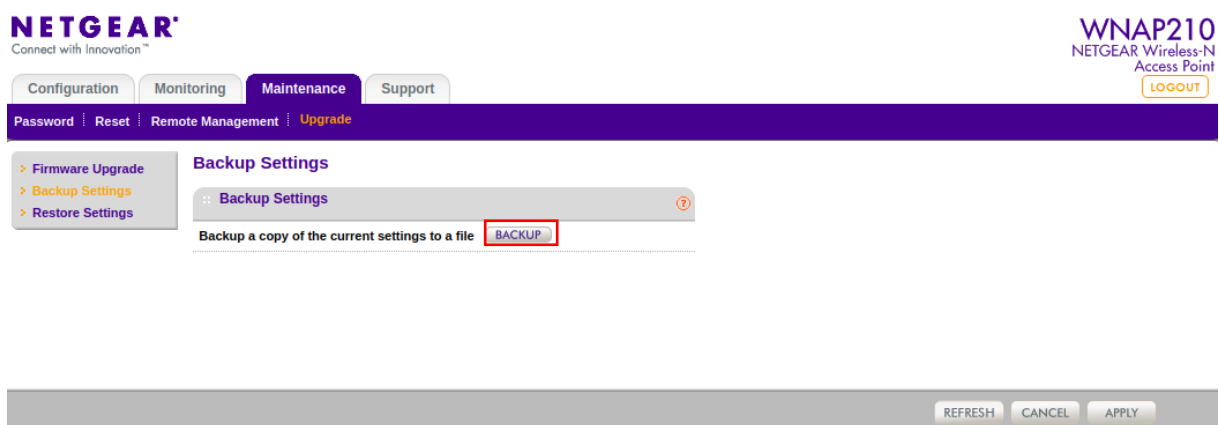 NETGEAR®
Connect with Innovation™
WNAP210
NETGEAR Wireless-N
Access Point
LOGOUT
Configuration Monitoring Maintenance Support
Password Reset Remote Management Upgrade
Firmware Upgrade
Backup Settings
Restore Settings
Backup Settings
Backup Settings ?
Backup a copy of the current settings to a file BACKUP
REFRESH CANCEL APPLY